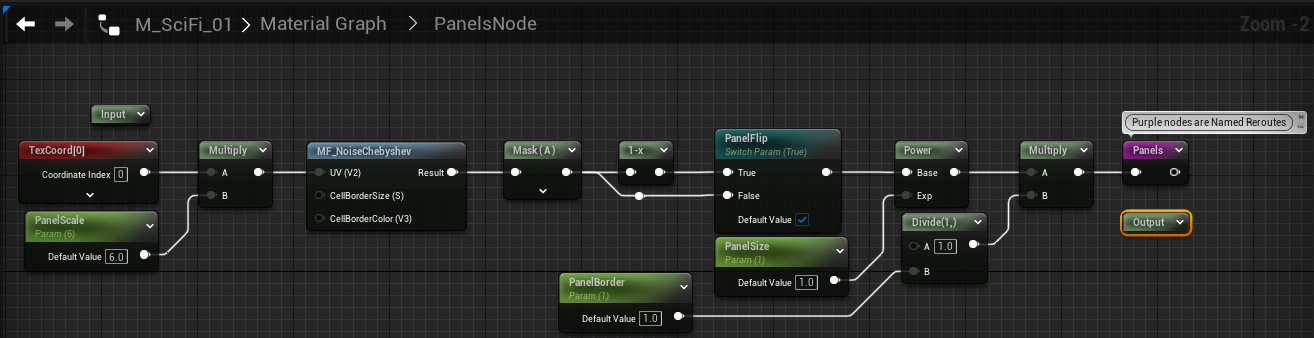 M_SciFi_01 > Material Graph > PanelsNode
Zoom -2
Input
Purple nodes are Named Reroutes
TexCoord[0]
Coordinate Index 0
Multiply
A
B
MF_NoiseChebyshev
UV (V2)
Result
CellBorderSize (S)
CellBorderColor (V3)
Mask (A)
1-x
PanelFlip
Switch Param (True)
True
False
Default Value
Power
Base
Exp
Multiply
A
B
Panels
PanelScale
Param (6)
Default Value 6.0
Divide(1,)
A 1.0
B
Output
PanelSize
Param (1)
Default Value 1.0
PanelBorder
Param (1)
Default Value 1.0